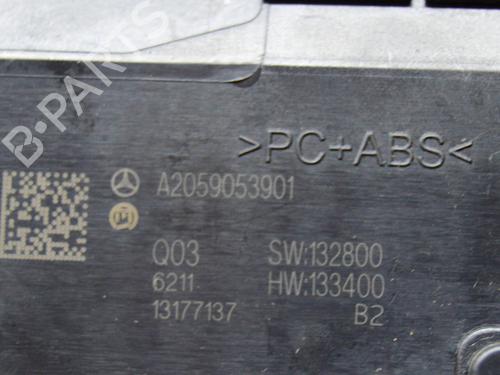 B-PARTS
>PC+ABS<
A2059053901
Q03 SW:132800
6211 HW:133400
13177137 B2